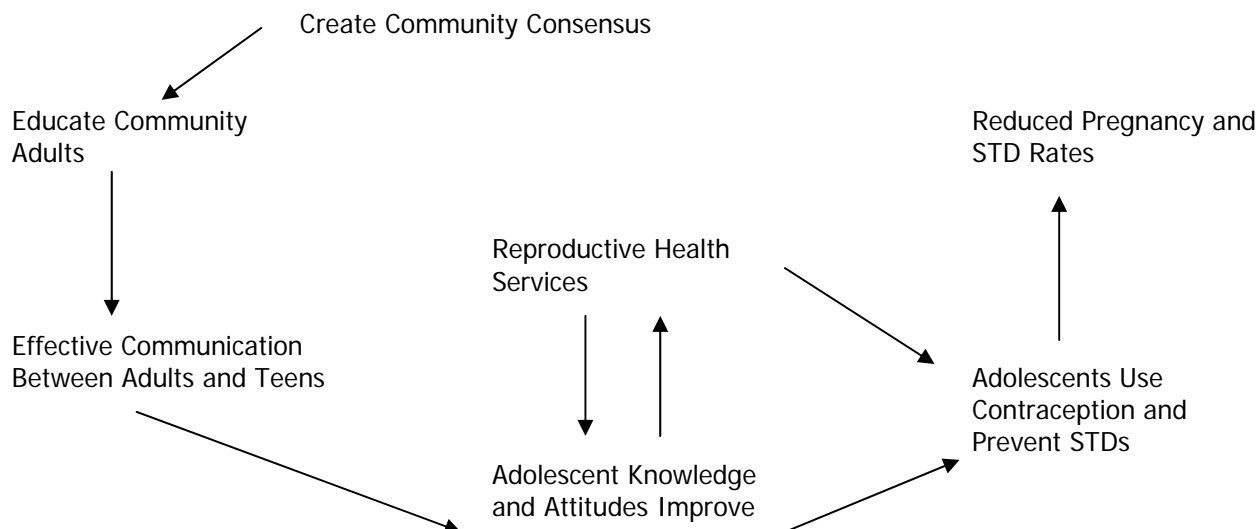 Create Community Consensus
Educate Community
Adults
Reduced Pregnancy and
STD Rates
Reproductive Health
Services
Effective Communication
Between Adults and Teens
Adolescents Use
Contraception and
Prevent STDs
Adolescent Knowledge
and Attitudes Improve